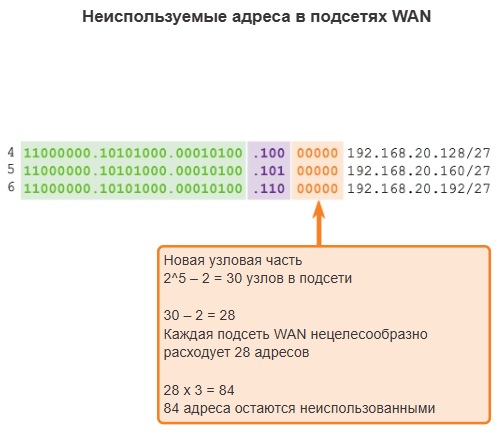 Неиспользуемые адреса в подсетях WAN
4 11000000.10101000.00010100 .100 00000 192.168.20.128/27
5 11000000.10101000.00010100 .101 00000 192.168.20.160/27
6 11000000.10101000.00010100 .110 00000 192.168.20.192/27
Новая узловая часть
2^5 – 2 = 30 узлов в подсети
30 – 2 = 28
Каждая подсеть WAN нецелесообразно
расходует 28 адресов
28 x 3 = 84
84 адреса остаются неиспользованными